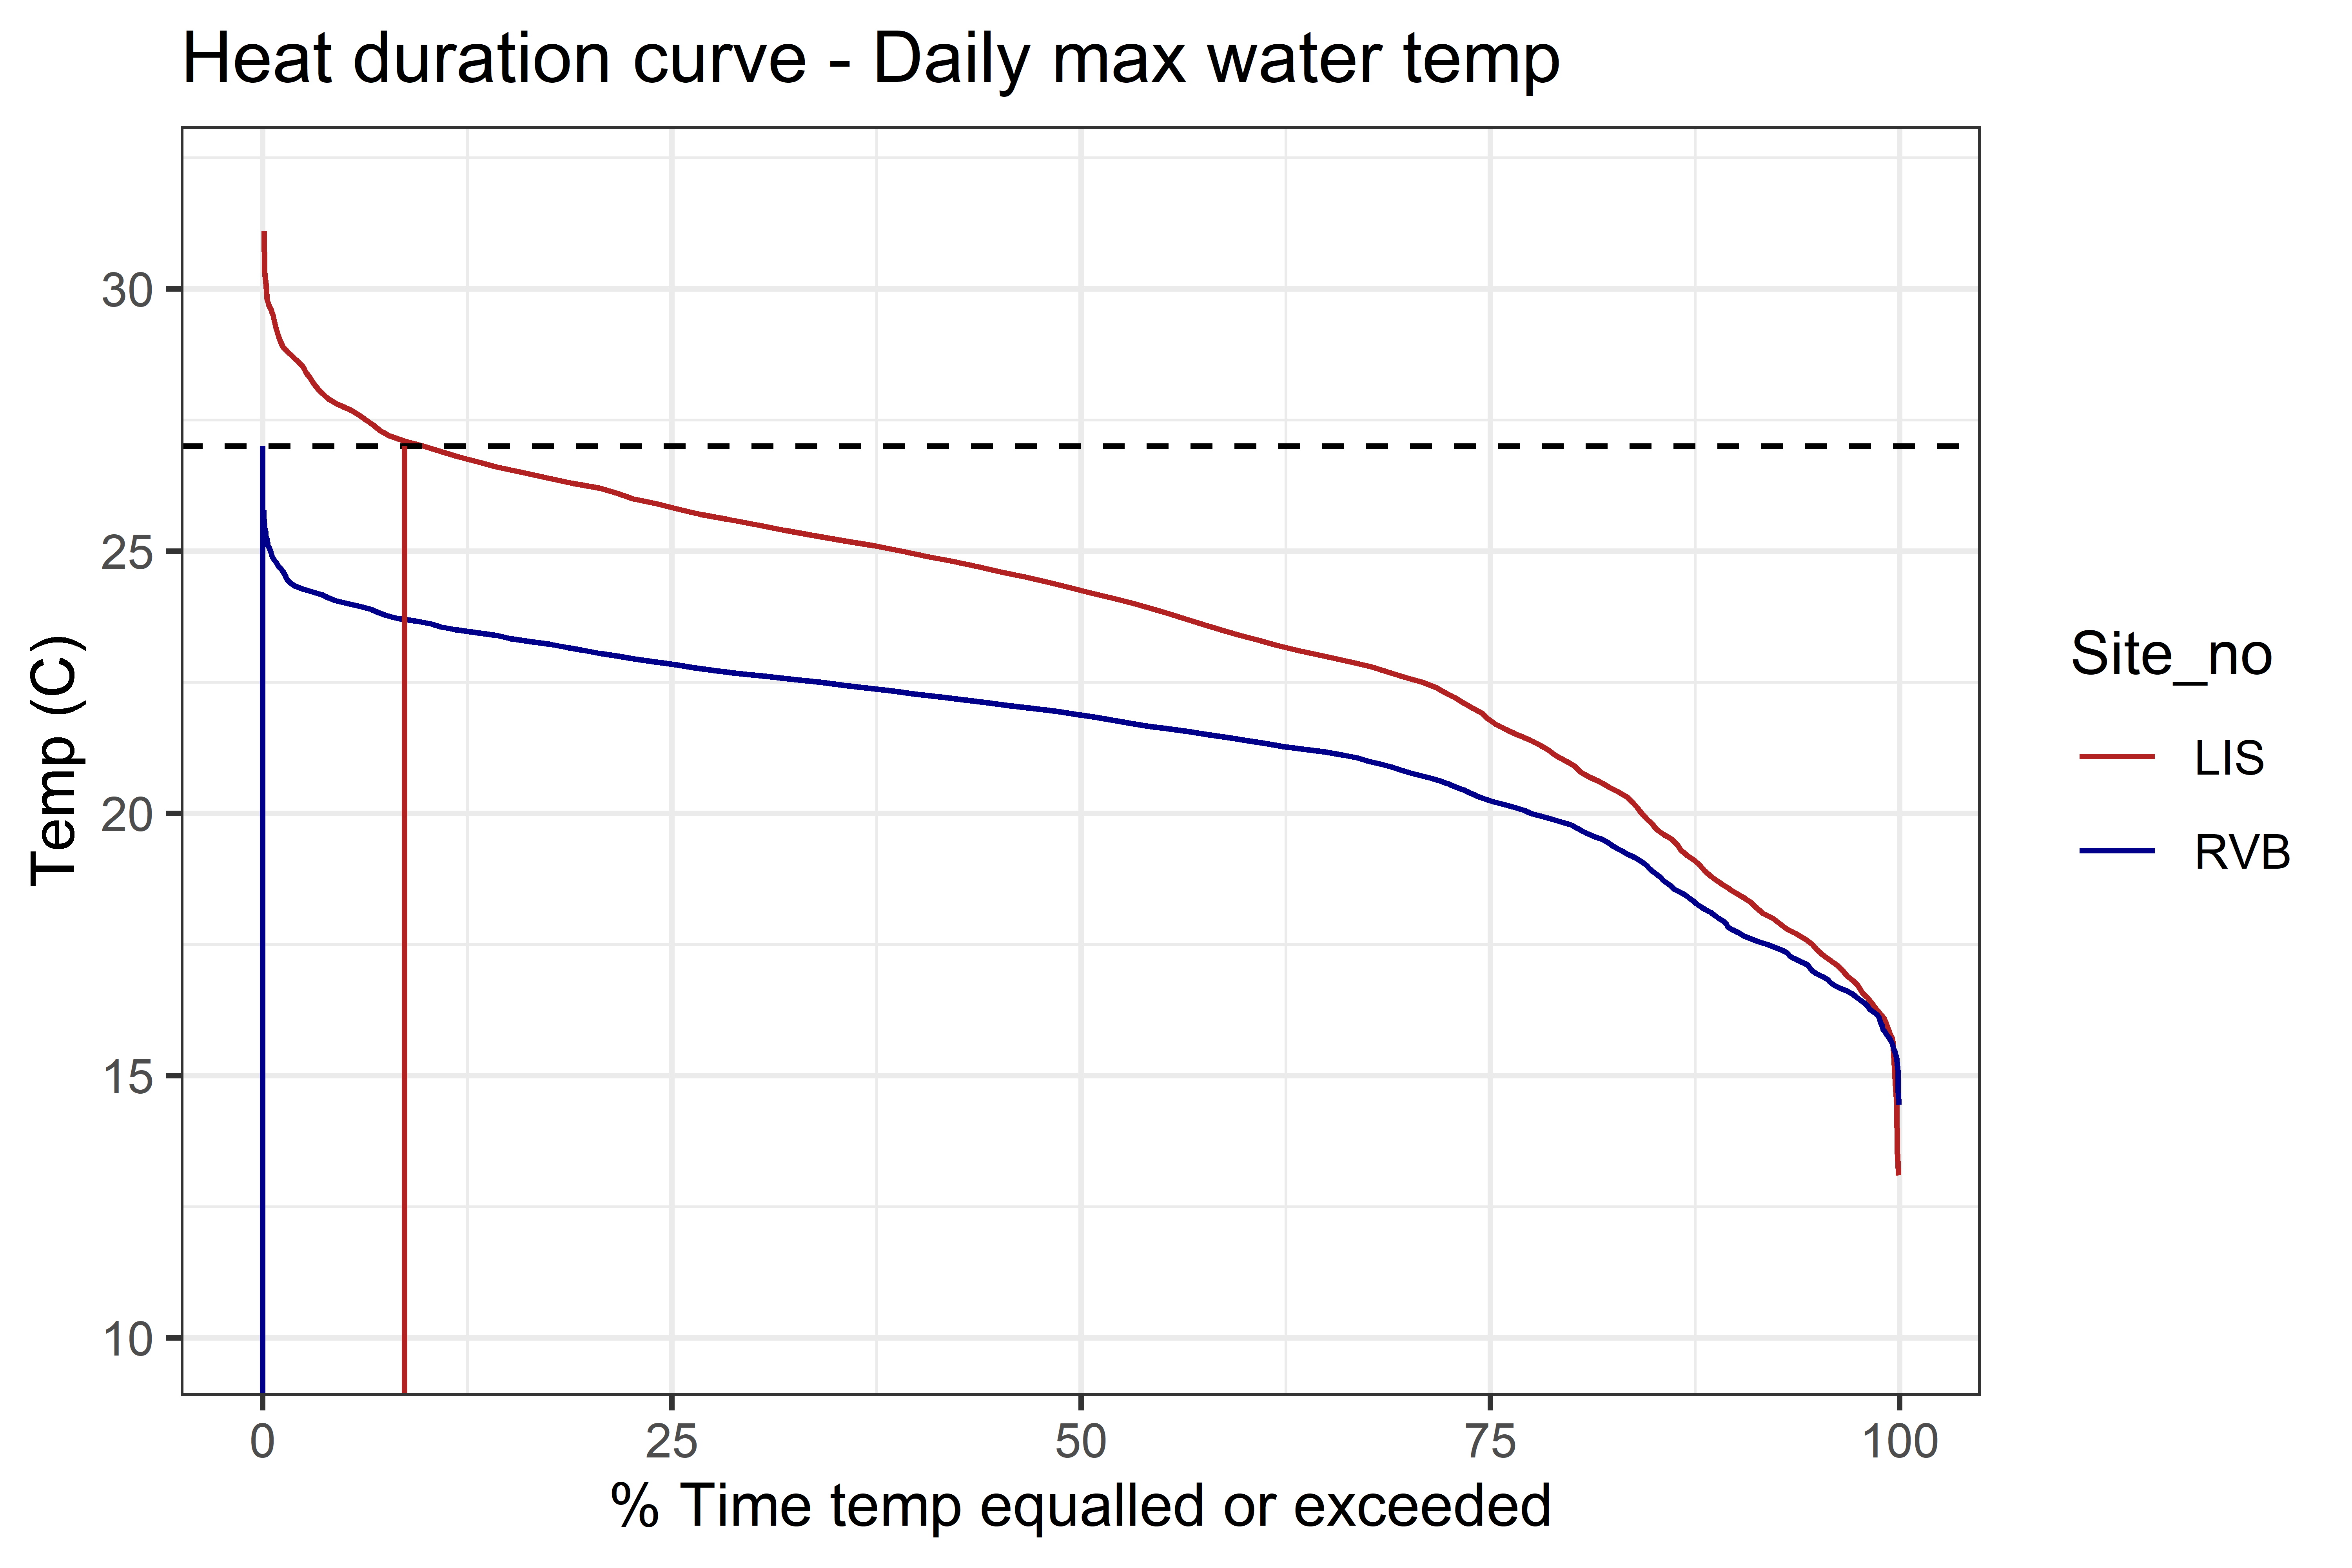 Heat duration curve - Daily max water temp
30
25
20
15
10
Temp (C)
0 25 50 75 100
% Time temp equalled or exceeded
Site_no
LIS
RVB